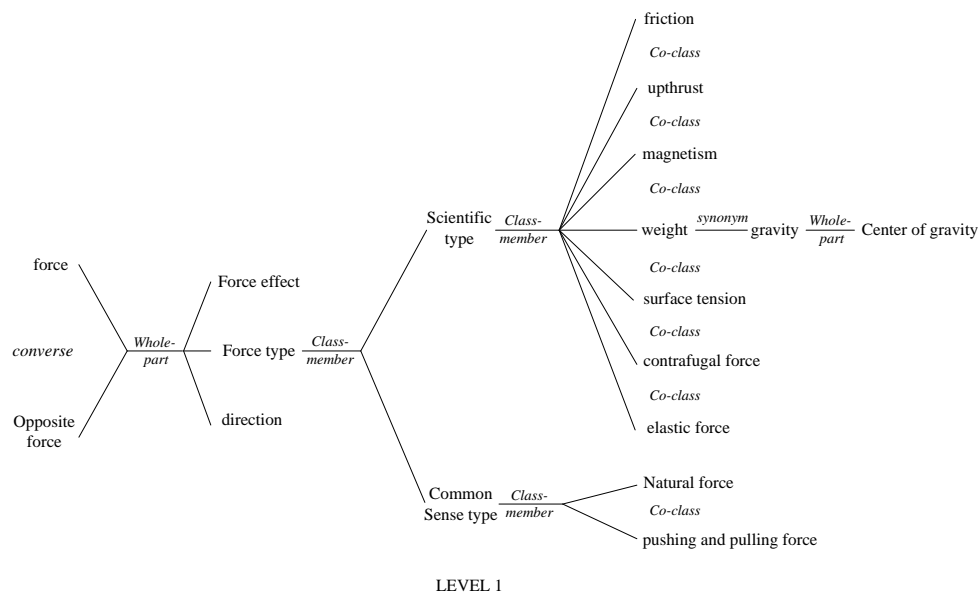 friction
Co-class
upthrust
Co-class
magnetism
Co-class
Scientific
type
Class-
member
weight
synonym
gravity
Whole-
part
Center of gravity
Co-class
surface tension
Co-class
contrafugal force
Co-class
elastic force
force
converse
Opposite
force
Whole-
part
Force effect
Force type
direction
Class-
member
Common
Sense type
Class-
member
Natural force
Co-class
pushing and pulling force
LEVEL 1